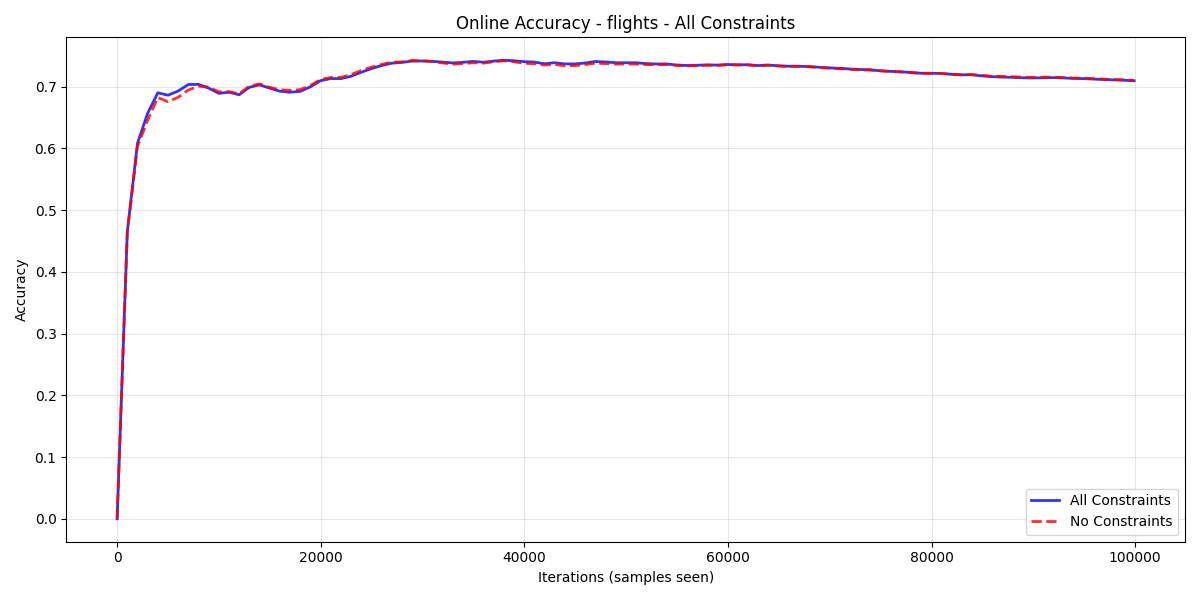 Online Accuracy - flights - All Constraints
Accuracy
0.7
0.6
0.5
0.4
0.3
0.2
0.1
0.0
All Constraints
No Constraints
0 20000 40000 60000 80000 100000
Iterations (samples seen)